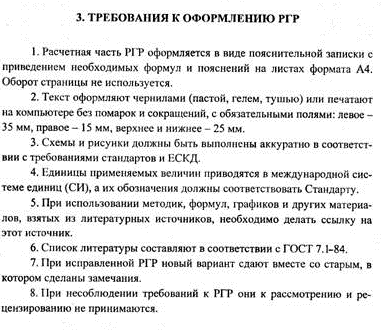 3. ТРЕБОВАНИЯ К ОФОРМЛЕНИЮ РГР
1. Расчетная часть РГР оформляется в виде пояснительной записки с
приведением необходимых формул и пояснений на листах формата А4.
Оборот страницы не используется.
2. Текст оформляют чернилами (пастой, гелем, тушью) или печатают
на компьютере без помарок и сокращений, с обязательными полями: левое –
35 мм, правое – 15 мм, верхнее и нижнее – 25 мм.
3. Схемы и рисунки должны быть выполнены аккуратно в соответст-
вии с требованиями стандартов и ЕСКД.
4. Единицы применяемых величин приводятся в международной сис-
теме единиц (СИ), а их обозначения должны соответствовать Стандарту.
5. При использовании методик, формул, графиков и других материа-
лов, взятых из литературных источников, необходимо делать ссылку на
этот источник.
6. Список литературы составляют в соответствии с ГОСТ 7.1-84.
7. При исправленной РГР новый вариант сдают вместе со старым, в
котором сделаны замечания.
8. При несоблюдении требований к РГР они к рассмотрению и ре-
цензированию не принимаются.